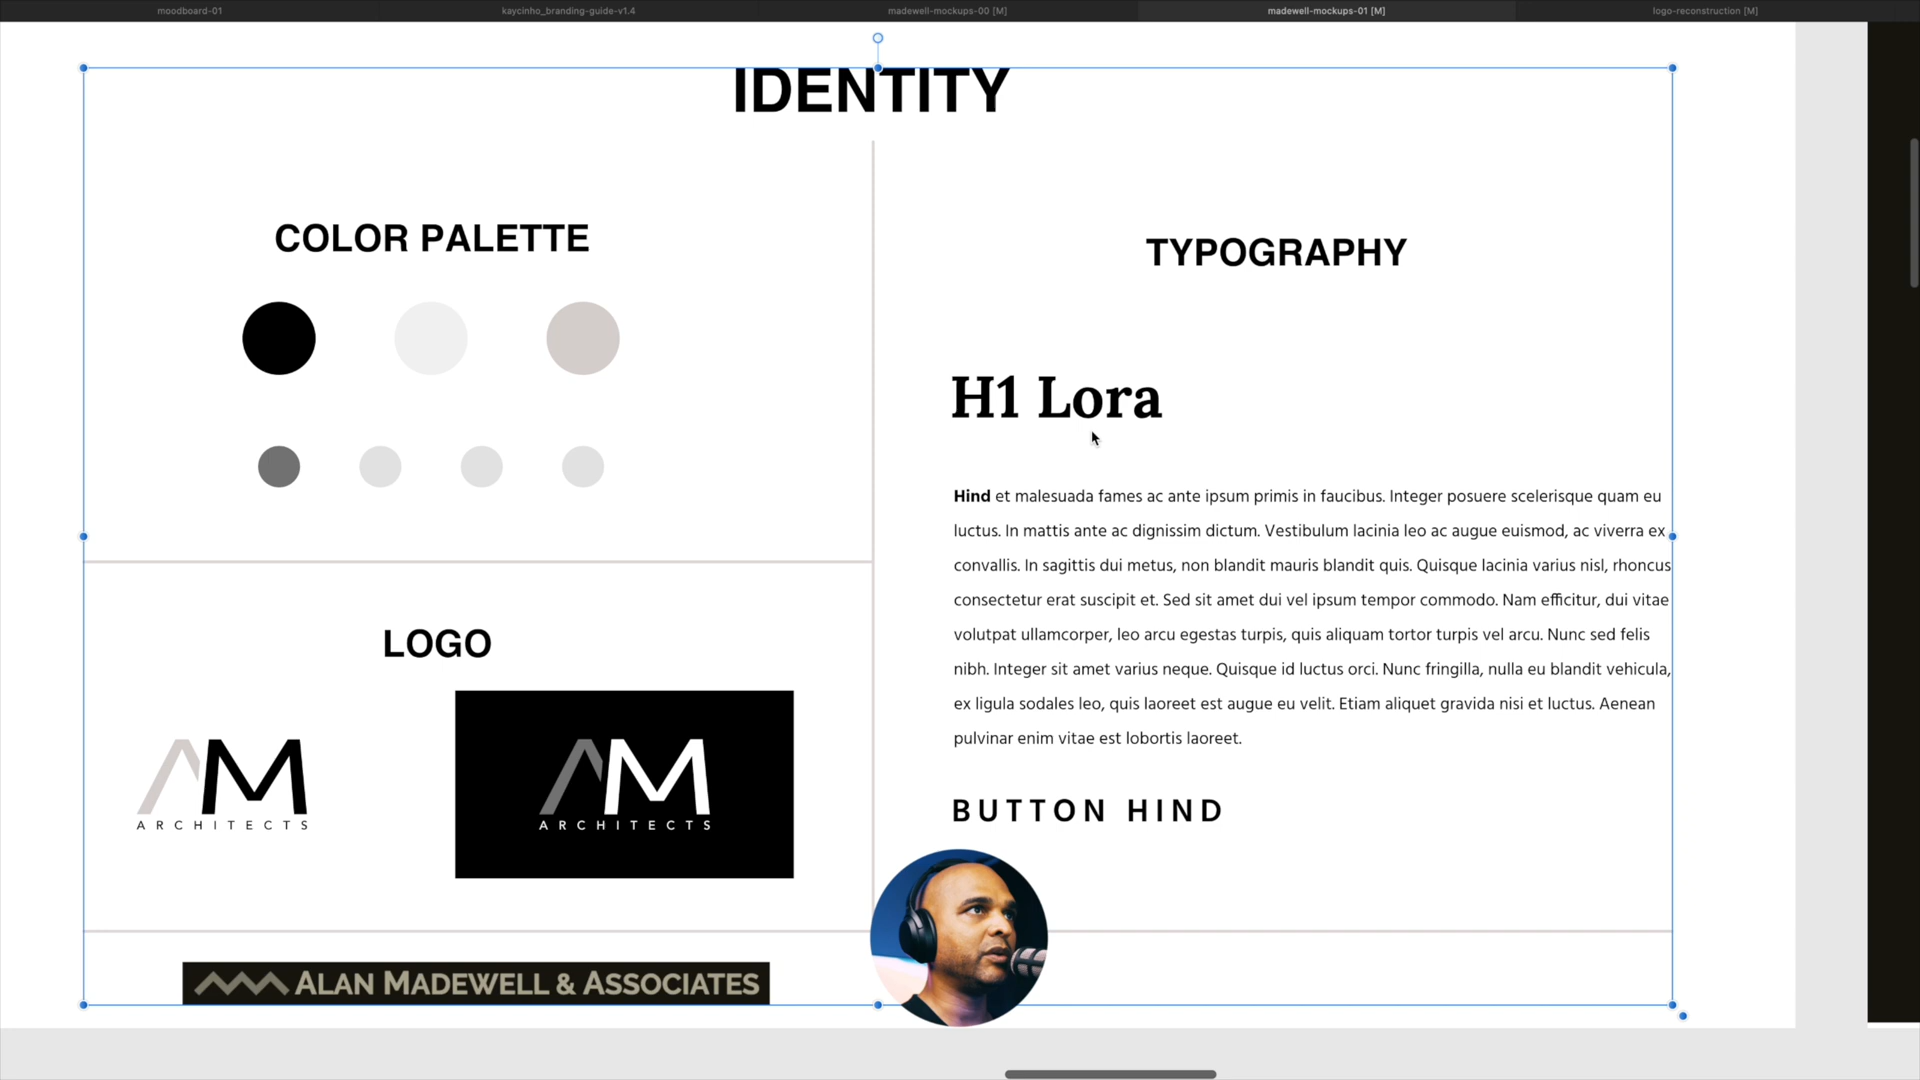 moodboard-01
kaycinho_branding-guide-v1.4
madewell-mockups-00 [M]
madewell-mockups-01 [M]
logo-reconstruction [M]
IDENTITY
COLOR PALETTE
LOGO
AM
ARCHITECTS
AM
ARCHITECTS
ALAN MADEWELL & ASSOCIATES
TYPOGRAPHY
H1 Lora
Hind et malesuada fames ac ante ipsum primis in faucibus. Integer posuere scelerisque quam eu
luctus. In mattis ante ac dignissim dictum. Vestibulum lacinia leo ac augue euismod, ac viverra ex
convallis. In sagittis dui metus, non blandit mauris blandit quis. Quisque lacinia varius nisl, rhoncus
consectetur erat suscipit et. Sed sit amet dui vel ipsum tempor commodo. Nam efficitur, dui vitae
volutpat ullamcorper, leo arcu egestas turpis, quis aliquam tortor turpis vel arcu. Nunc sed felis
nibh. Integer sit amet varius neque. Quisque id luctus orci. Nunc fringilla, nulla eu blandit vehicula,
ex ligula sodales leo, quis laoreet est augue eu velit. Etiam aliquet gravida nisi et luctus. Aenean
pulvinar enim vitae est lobortis laoreet.
BUTTON HIND